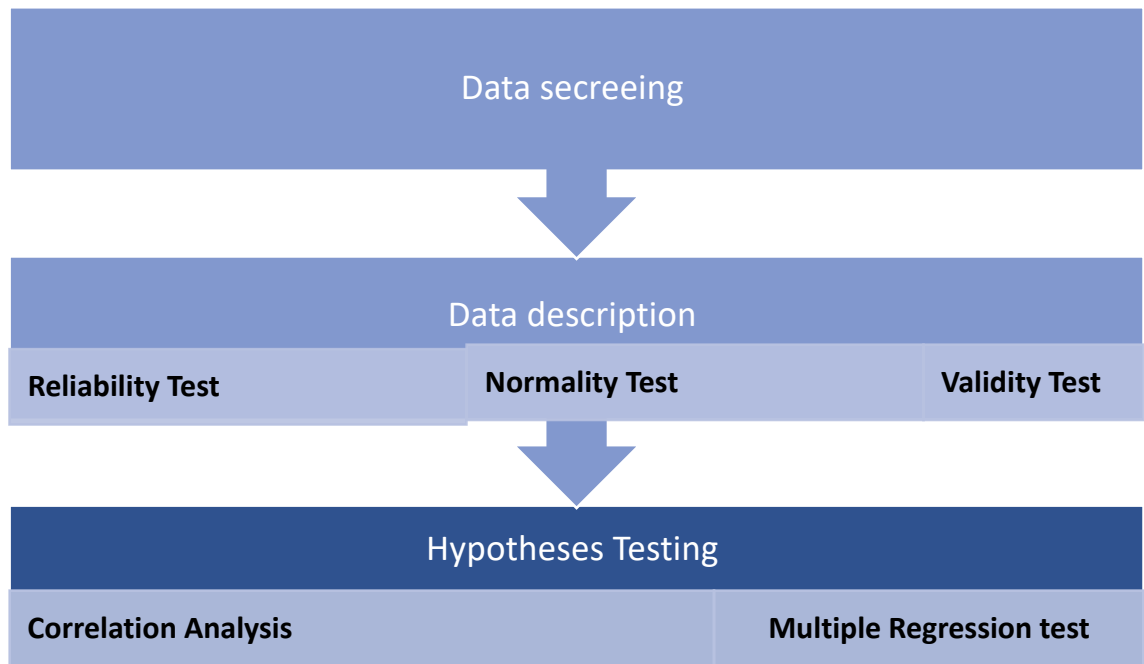 Data secreeing
Data description
Reliability Test
Normality Test
Validity Test
Hypotheses Testing
Correlation Analysis
Multiple Regression test